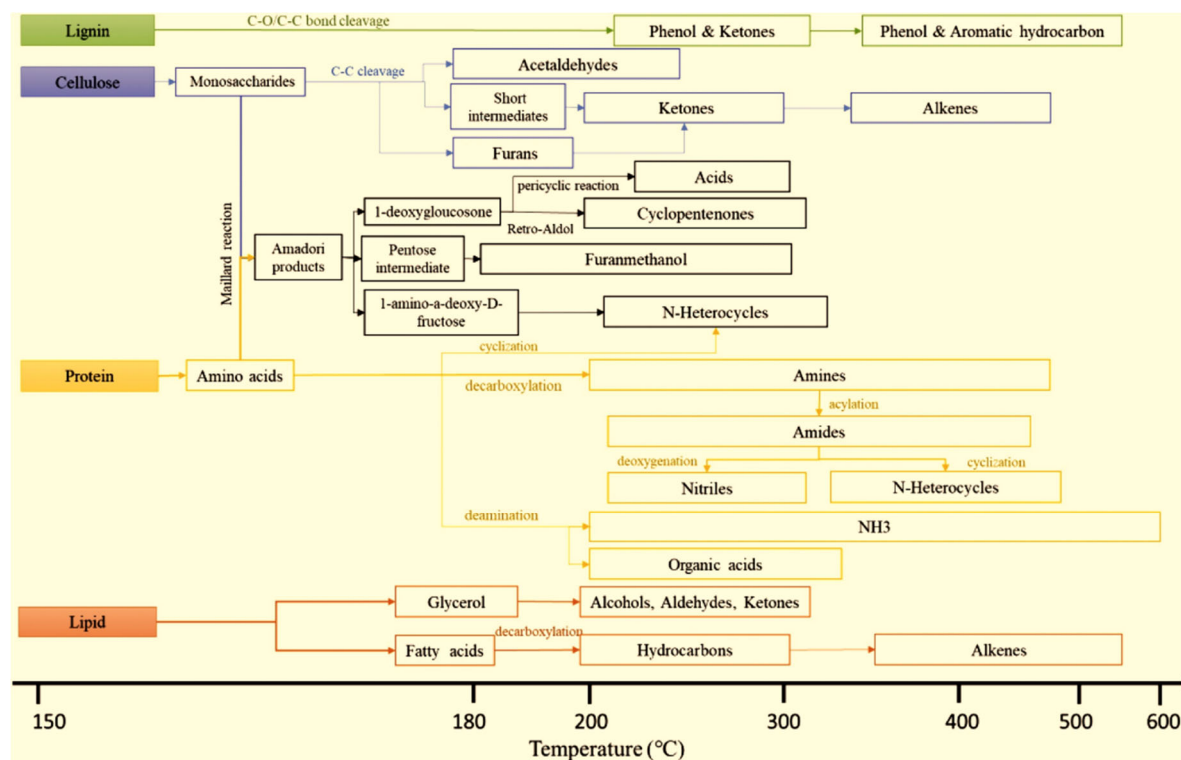 C-O/C-C bond cleavage
Lignin
Phenol & Ketones
Phenol & Aromatic hydrocarbon
Cellulose
Monosaccharides
C-C cleavage
Acetaldehydes
Short
intermediates
Ketones
Alkenes
Furans
Maillard reaction
pericyclic reaction
Acids
1-deoxygloucosone
Retro-Aldol
Cyclopentenones
Amadori
products
Pentose
intermediate
Furanmethanol
1-amino-a-deoxy-D-
fructose
N-Heterocycles
cyclization
Protein
Amino acids
decarboxylation
Amines
acylation
Amides
deoxygenation
cyclization
Nitriles
N-Heterocycles
deamination
NH3
Organic acids
Lipid
Glycerol
Alcohols, Aldehydes, Ketones
decarboxylation
Fatty acids
Hydrocarbons
Alkenes
150 180 200 300 400 500 600
Temperature (℃)